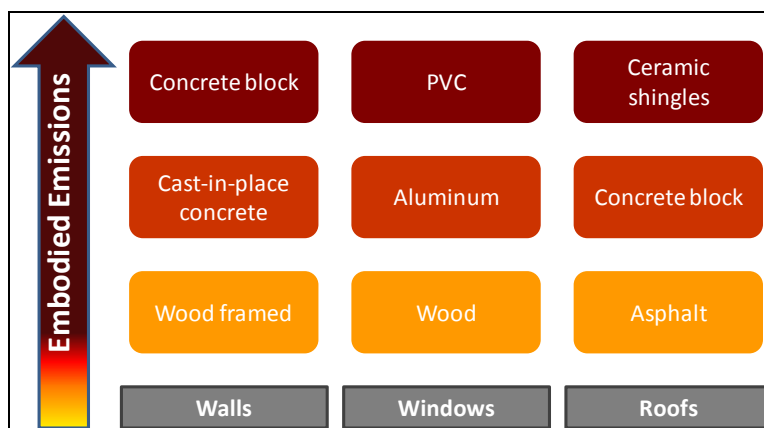 Embodied Emissions
Concrete block
PVC
Ceramic
shingles
Cast-in-place
concrete
Aluminum
Concrete block
Wood framed
Wood
Asphalt
Walls
Windows
Roofs